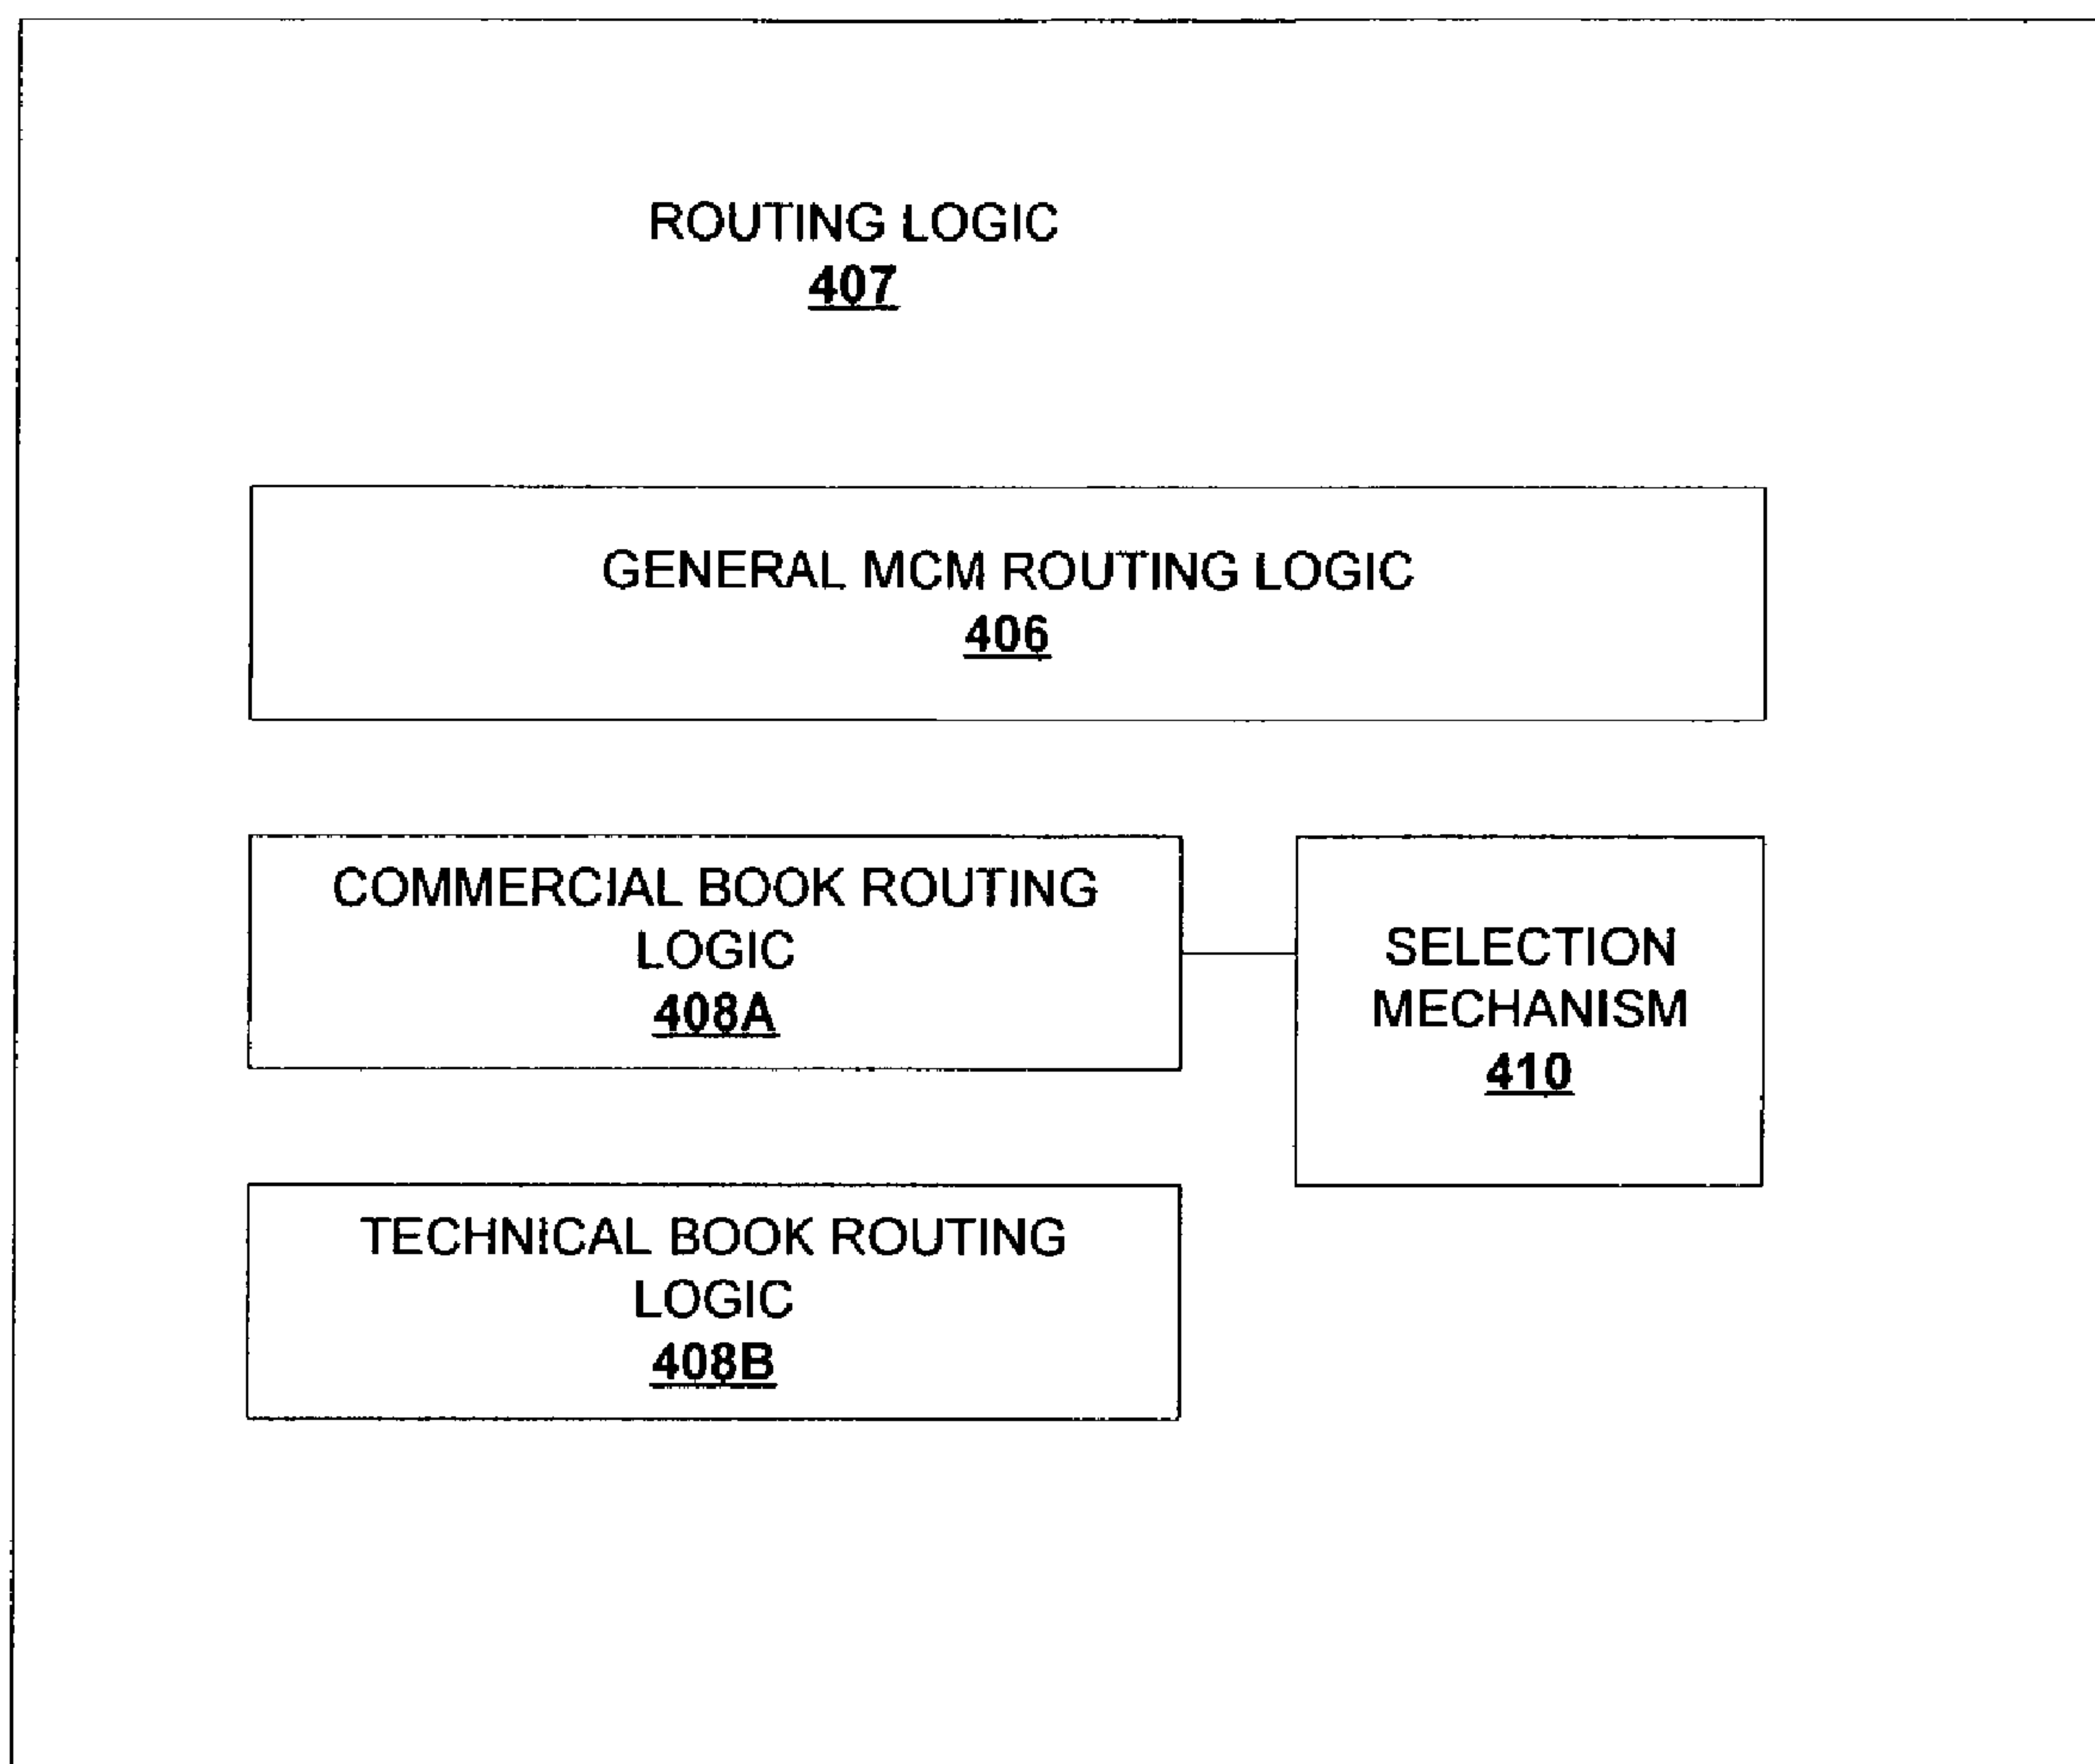 ROUTING LOGIC
407
GENERAL MCM ROUTING LOGIC
406
COMMERCIAL BOOK ROUTING
LOGIC
408A
SELECTION
MECHANISM
410
TECHNICAL BOOK ROUTING
LOGIC
408B